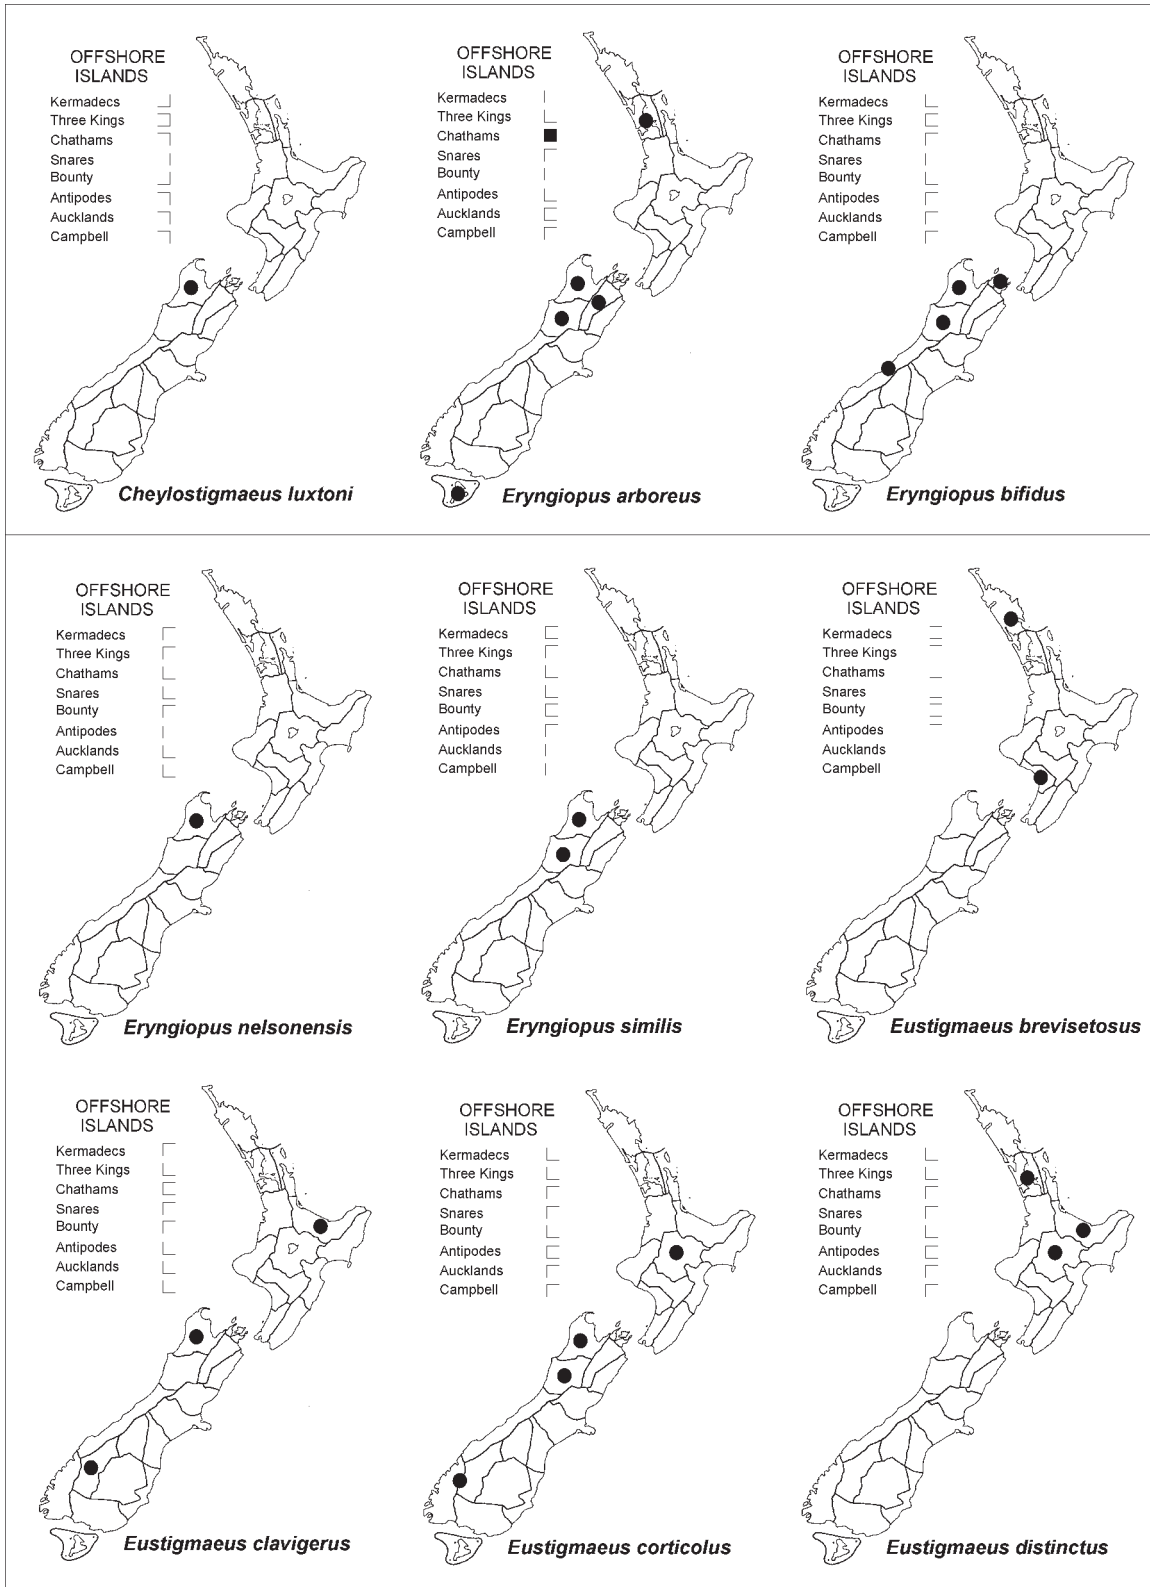 OFFSHORE
ISLANDS
Kermadecs
Three Kings
Chathams
Snares
Bounty
Antipodes
Aucklands
Campbell
Cheylostigmaeus luxtoni
OFFSHORE
ISLANDS
Kermadecs
Three Kings
Chathams
Snares
Bounty
Antipodes
Aucklands
Campbell
Eryngiopus arboreus
OFFSHORE
ISLANDS
Kermadecs
Three Kings
Chathams
Snares
Bounty
Antipodes
Aucklands
Campbell
Eryngiopus bifidus
OFFSHORE
ISLANDS
Kermadecs
Three Kings
Chathams
Snares
Bounty
Antipodes
Aucklands
Campbell
Eryngiopus nelsonensis
OFFSHORE
ISLANDS
Kermadecs
Three Kings
Chathams
Snares
Bounty
Antipodes
Aucklands
Campbell
Eryngiopus similis
OFFSHORE
ISLANDS
Kermadecs
Three Kings
Chathams
Snares
Bounty
Antipodes
Aucklands
Campbell
Eustigmaeus brevisetosus
OFFSHORE
ISLANDS
Kermadecs
Three Kings
Chathams
Snares
Bounty
Antipodes
Aucklands
Campbell
Eustigmaeus clavigerus
OFFSHORE
ISLANDS
Kermadecs
Three Kings
Chathams
Snares
Bounty
Antipodes
Aucklands
Campbell
Eustigmaeus corticolus
OFFSHORE
ISLANDS
Kermadecs
Three Kings
Chathams
Snares
Bounty
Antipodes
Aucklands
Campbell
Eustigmaeus distinctus